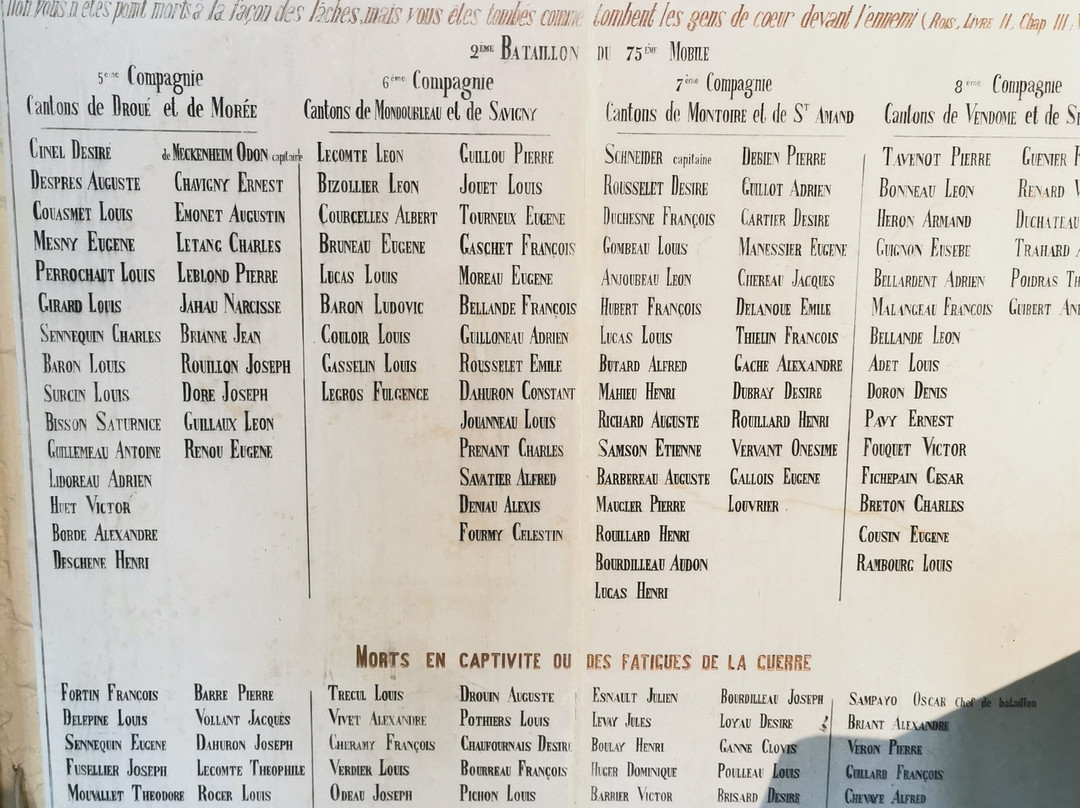 non vous n'êtes point morts à la façon des lâches, mais vous êtes tombés comme tombent les gens de coeur devant l'ennemi (Rois, Livre II, Chap III,
2ÈME BATAILLON DU 75ÈME MOBILE
5eme Compagnie
Cantons de DROUÉ et de MORÉE
CINEL DESIRÉ
DESPRES AUGUSTE
COUASMET LOUIS
MESNY EUGENE
PERROCHAUT LOUIS
GIRARD LOUIS
SENNEQUIN CHARLES
BARON LOUIS
SURCIN LOUIS
BISSON SATURNICE
GUILLEMEAU ANTOINE
LIDOREAU ADRIEN
HUET VICTOR
BORDE ALEXANDRE
DESCHENE HENRI
de MECKENHEIM ODON capitaine
CHAVIGNY ERNEST
EMONET AUGUSTIN
LETANG CHARLES
LEBLOND PIERRE
JAHAU NARCISSE
BRIANNE JEAN
ROUILLON JOSEPH
DORE JOSEPH
GUILLAUX LEON
RENOU EUGENE
6ème Compagnie
Cantons de MONDOUBLEAU et de SAVIGNY
LECOMTE LEON
BIZOLLIER LEON
COURCELLES ALBERT
BRUNEAU EUGENE
LUCAS LOUIS
BARON LUDOVIC
COULOIR LOUIS
GASSELIN LOUIS
LEGROS FULGENCE
GUILLOU PIERRE
JOUET LOUIS
TOURNEUX EUGENE
GASCHET FRANÇOIS
MOREAU EUGENE
BELLANDE FRANÇOIS
GUILLONEAU ADRIEN
ROUSSELET EMILE
DAHURON CONSTANT
JOUANNEAU LOUIS
PRENANT CHARLES
SAVATIER ALFRED
DENIAU ALEXIS
FOURMY CELESTIN
7ème Compagnie
Cantons de MONTOIRE et de ST AMAND
SCHNEIDER capitaine
ROUSSELET DESIRE
DUCHESNE FRANÇOIS
GOMBEAU LOUIS
ANJOUBEAU LEON
HUBERT FRANÇOIS
LUCAS LOUIS
BUTARD ALFRED
MAHIEU HENRI
RICHARD AUGUSTE
SAMSON ETIENNE
BARBEREAU AUGUSTE
MAUCLER PIERRE
ROUILLARD HENRI
BOURDILLEAU AUDON
LUCAS HENRI
DEBIEN PIERRE
GUILLOT ADRIEN
CARTIER DESIRE
MANESSIER EUGENE
CHEREAU JACQUES
DELANOUE EMILE
THIELIN FRANCOIS
GACHE ALEXANDRE
DUBRAY DESIRE
ROUILLARD HENRI
VERVANT ONESIME
GALLOIS EUGENE
LOUVRIER
8eme Compagnie
Cantons de VENDOME et de
TAVENOT PIERRE
BONNEAU LEON
HERON ARMAND
GUIGNON EUSEBE
BELLARDENT ADRIEN
MALANGEAU FRANCOIS
BELLANDE LEON
ADET LOUIS
DORON DENIS
PAVY ERNEST
FOUQUET VICTOR
FICHEPAIN CESAR
BRETON CHARLES
COUSIN EUGENE
RAMBOURG LOUIS
GUENIER
RENARD
DUCHATEAU
TRAHARD
POIDRAS
GUIBERT
MORTS EN CAPTIVITE OU DES FATIGUES DE LA GUERRE
FORTIN FRANCOIS
DELEPINE LOUIS
SENNEQUIN EUGENE
FUSELLIER JOSEPH
MOUVALLET THEODORE
BARRE PIERRE
VOLLANT JACQUES
DAHURON JOSEPH
LECOMTE THEOPHILE
ROGER LOUIS
TRECUL LOUIS
VIVET ALEXANDRE
CHERAMY FRANÇOIS
VERDIER LOUIS
ODEAU JOSEPH
DROUIN AUGUSTE
POTHIERS LOUIS
CHAUFOURNAIS DESIRE
BOURREAU FRANÇOIS
PICHON LOUIS
ESNAULT JULIEN
LEVAY JULES
BOULAY HENRI
HUGER DOMINIQUE
BARBIER VICTOR
BOURDILLEAU JOSEPH
LOYAU DESIRE
GANNE CLOVIS
POULLEAU LOUIS
BRISARD DESIRE
SAMPAYO OSCAR Chef de bataillon
BRIANT ALEXANDRE
VERON PIERRE
GUILLARD FRANÇOIS
CHEVAYE ALFRED